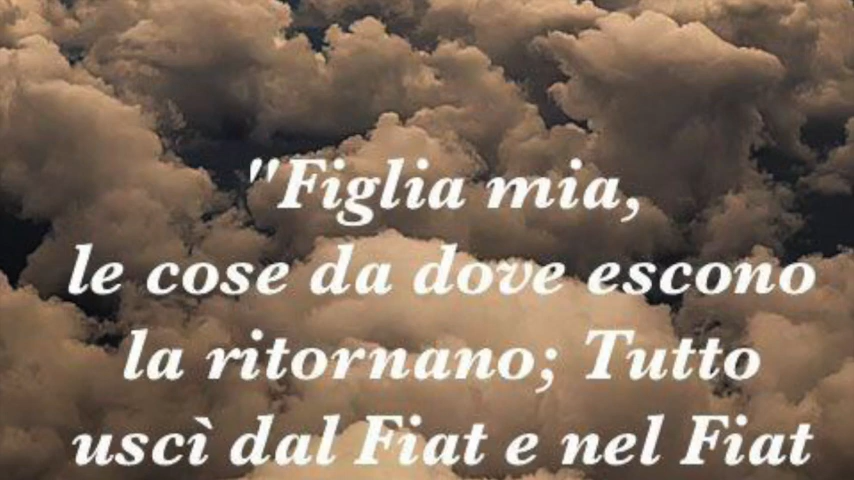 "Figlia mia,
le cose da dove escono
la ritornano; Tutto
uscì dal Fiat e nel Fiat